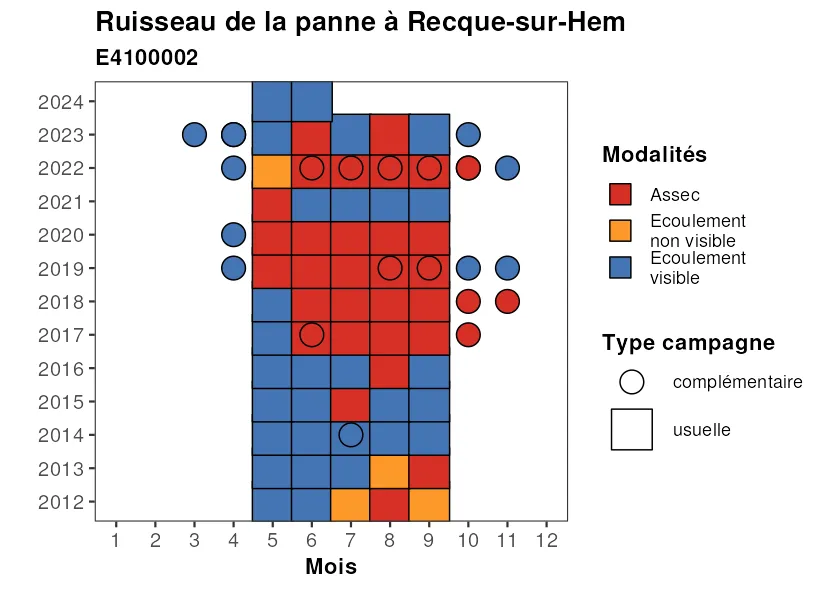 Ruisseau de la panne à Recque-sur-Hem
E4100002
2024
2023
2022
2021
2020
2019
2018
2017
2016
2015
2014
2013
2012
1 2 3 4 5 6 7 8 9 10 11 12
Mois
Modalités
Assec
Ecoulement
non visible
Ecoulement
visible
Type campagne
complémentaire
usuelle